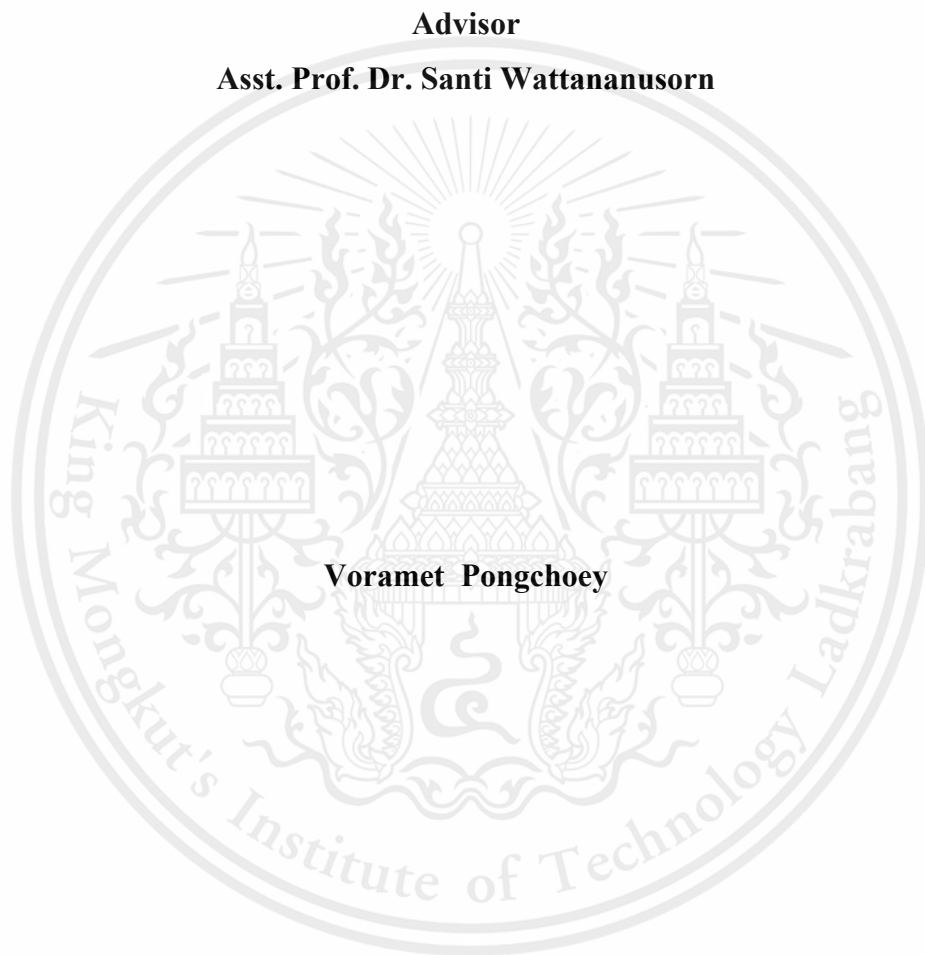 Advisor
Asst. Prof. Dr. Santi Wattananusorn
Voramet Pongchoey
King Mongkut's Institute of Technology Ladkrabang